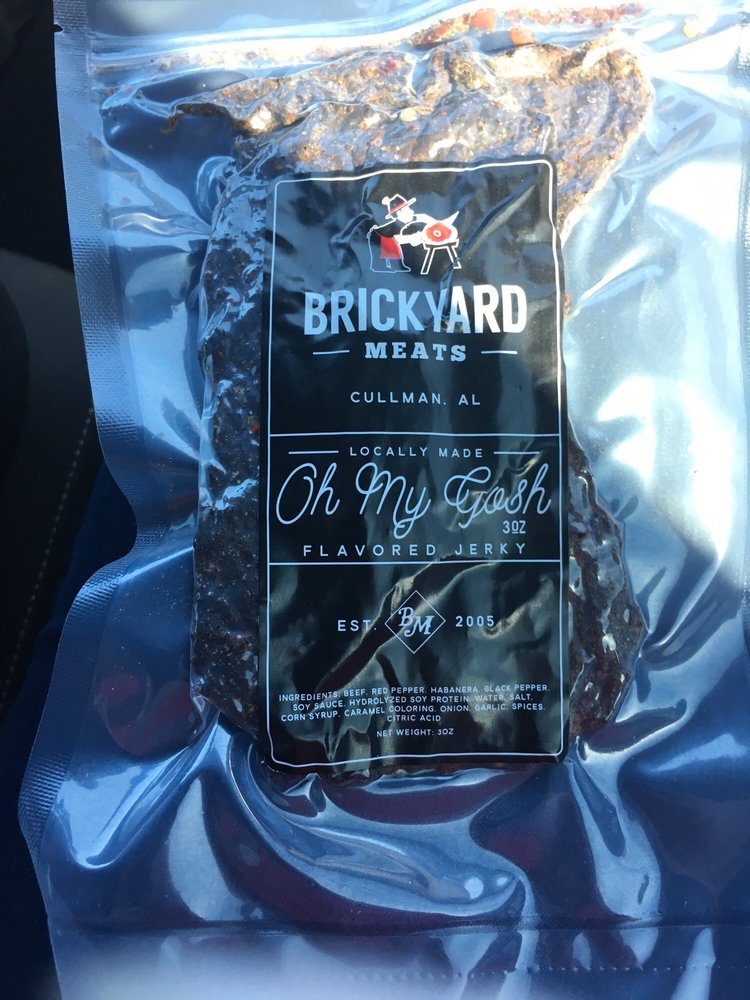 BRICKYARD
MEATS
CULLMAN, AL
LOCALLY MADE
Oh My Gosh
3OZ
FLAVORED JERKY
EST. BM 2005
INGREDIENTS: BEEF, RED PEPPER, HABANERA, BLACK PEPPER,
SOY SAUCE, HYDROLYZED SOY PROTEIN, WATER, SALT,
CORN SYRUP, CARAMEL COLORING, ONION, GARLIC, SPICES,
CITRIC ACID
NET WEIGHT: 3OZ